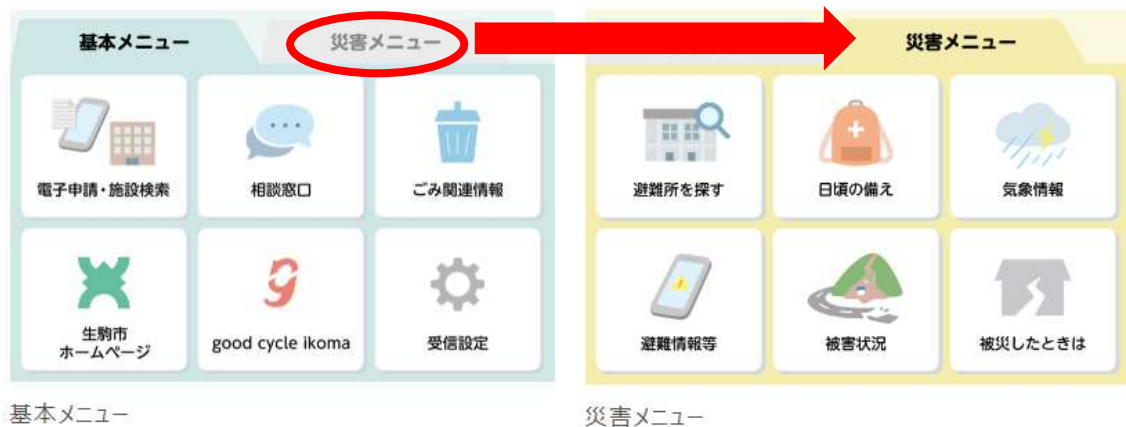 基本メニュー
災害メニュー
電子申請・施設検索
相談窓口
ごみ関連情報
生駒市
ホームページ
good cycle ikoma
受信設定
基本メニュー
災害メニュー
避難所を探す
日頃の備え
気象情報
避難情報等
被害状況
被災したときは
災害メニュー